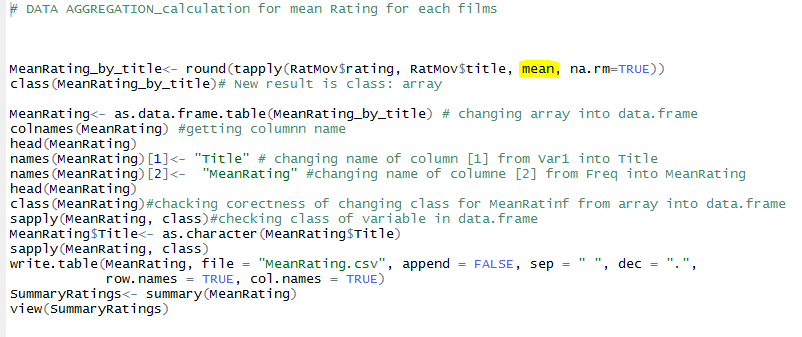 # DATA AGGREGATION_calculation for mean Rating for each films
MeanRating_by_title<- round(tapply(RatMov$rating, RatMov$title, mean, na.rm=TRUE))
class(MeanRating_by_title)# New result is class: array
MeanRating<- as.data.frame.table(MeanRating_by_title) # changing array into data.frame
colnames(MeanRating) #getting columnn name
head(MeanRating)
names(MeanRating)[1]<- "Title" # changing name of column [1] from Var1 into Title
names(MeanRating)[2]<-  "MeanRating" #changing name of columne [2] from Freq into MeanRating
head(MeanRating)
class(MeanRating)#chacking corectness of changing class for MeanRatinf from array into data.frame
sapply(MeanRating, class)#checking class of variable in data.frame
MeanRating$Title<- as.character(MeanRating$Title)
sapply(MeanRating, class)
write.table(MeanRating, file = "MeanRating.csv", append = FALSE, sep = " ", dec = ".",
            row.names = TRUE, col.names = TRUE)
SummaryRatings<- summary(MeanRating)
view(SummaryRatings)